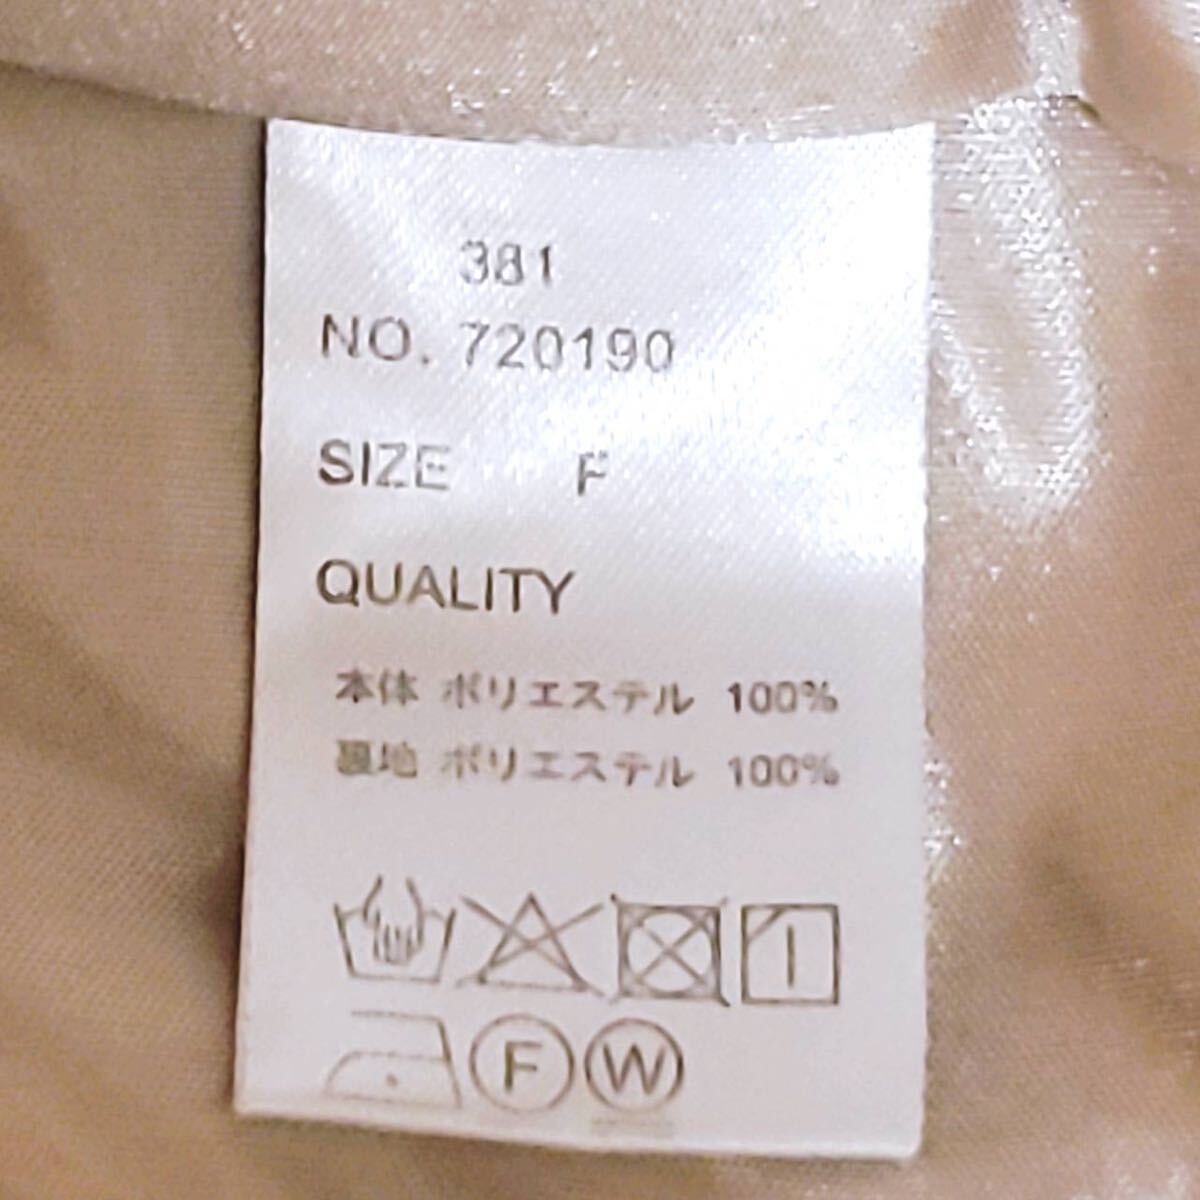 381
NO. 720190
SIZE F
QUALITY
本体 ポリエステル 100%
裏地 ポリエステル 100%
F W